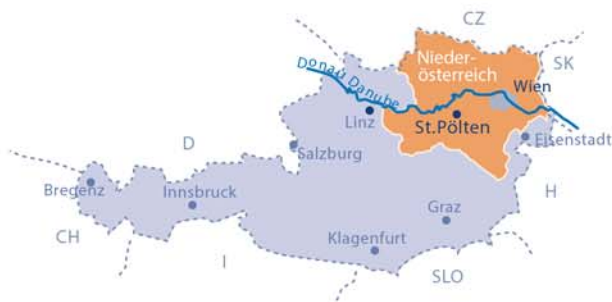 CZ
Nieder-
österreich
SK
Donau Danube
Wien
Linz
St.Pölten
Eisenstadt
D
Salzburg
Bregenz
Innsbruck
H
Graz
CH
Klagenfurt
I
SLO